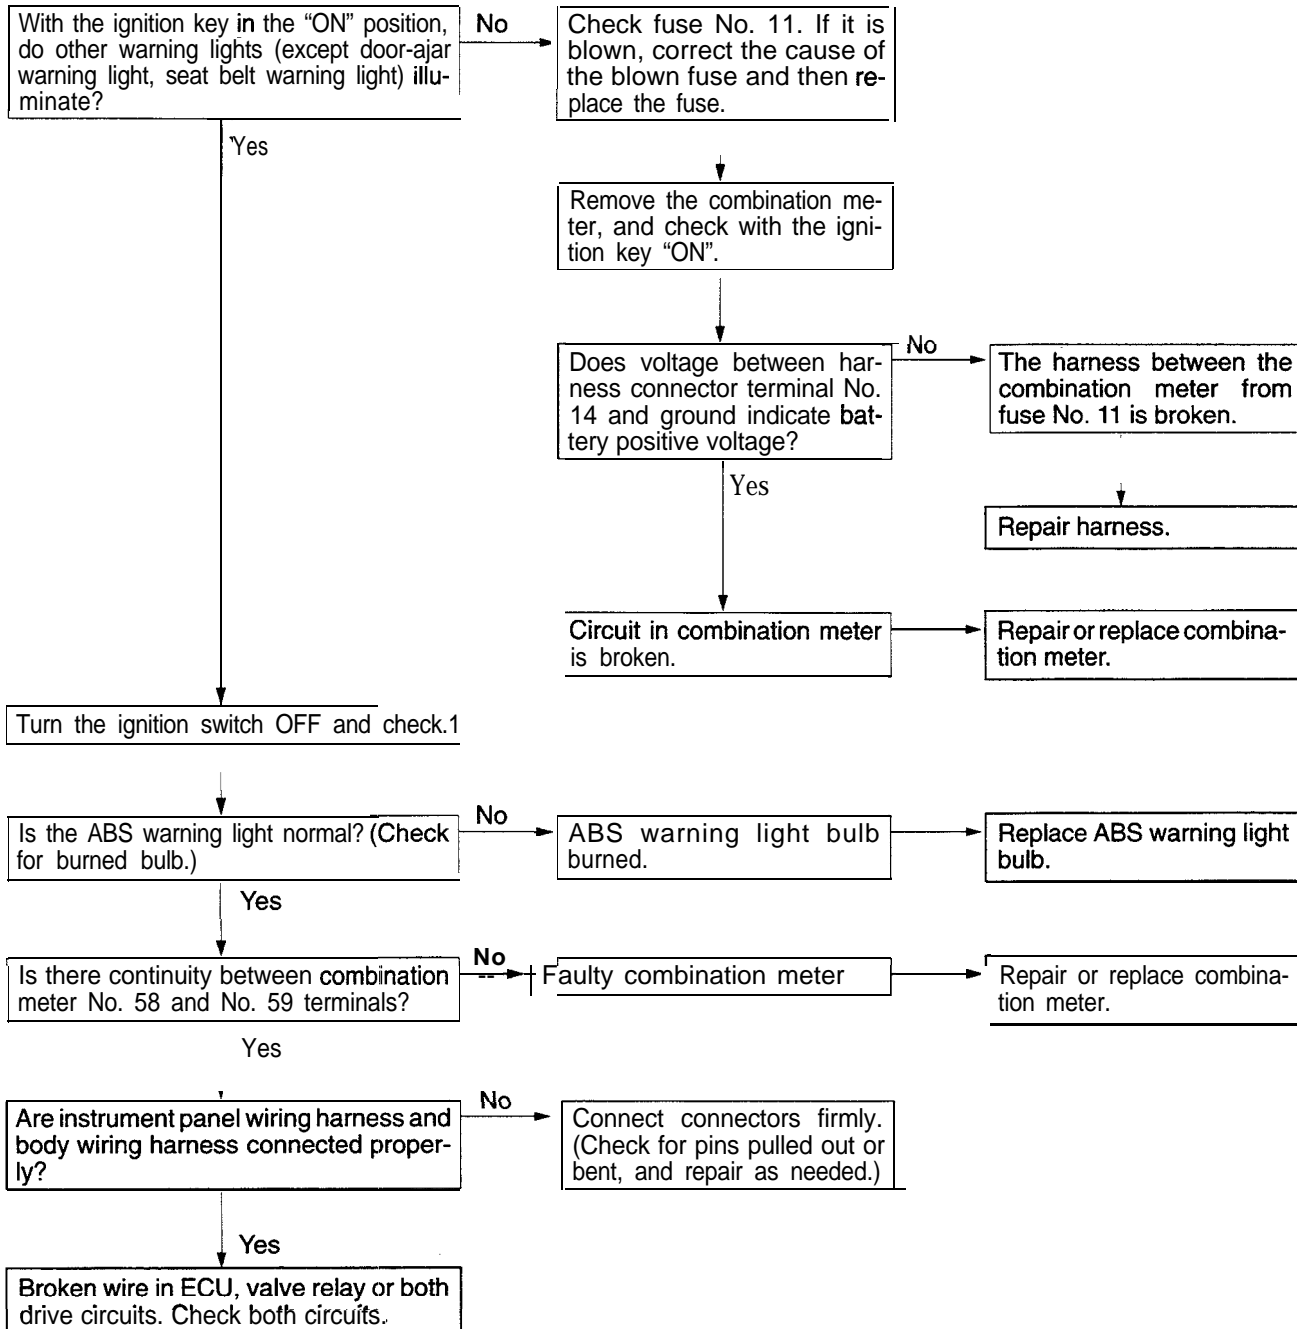 With the ignition key in the “ON” position,
do other warning lights (except door-ajar
warning light, seat belt warning light) illu-
minate?
No
Check fuse No. 11. If it is
blown, correct the cause of
the blown fuse and then re-
place the fuse.
Yes
Remove the combination me-
ter, and check with the igni-
tion key “ON”.
Does voltage between har-
ness connector terminal No.
14 and ground indicate bat-
tery positive voltage?
No
The harness between the
combination meter from
fuse No. 11 is broken.
Yes
Repair harness.
Circuit in combination meter
is broken.
Repair or replace combina-
tion meter.
Turn the ignition switch OFF and check.1
Is the ABS warning light normal? (Check
for burned bulb.)
No
ABS warning light bulb
burned.
Replace ABS warning light
bulb.
Yes
Is there continuity between combination
meter No. 58 and No. 59 terminals?
No
Faulty combination meter
Repair or replace combina-
tion meter.
Yes
Are instrument panel wiring harness and
body wiring harness connected proper-
ly?
No
Connect connectors firmly.
(Check for pins pulled out or
bent, and repair as needed.)
Yes
Broken wire in ECU, valve relay or both
drive circuits. Check both circuits.